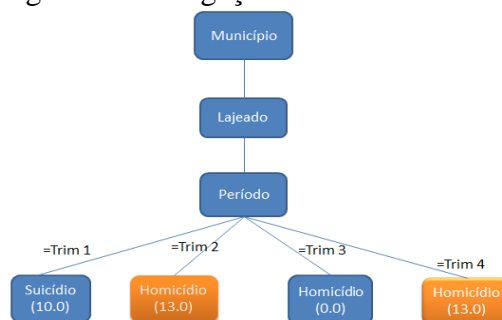 Município
Lajeado
Período
=Trim 1
=Trim 2
=Trim 3
=Trim 4
Suicídio
(10.0)
Homicídio
(13.0)
Homicídio
(0.0)
Homicídio
(13.0)